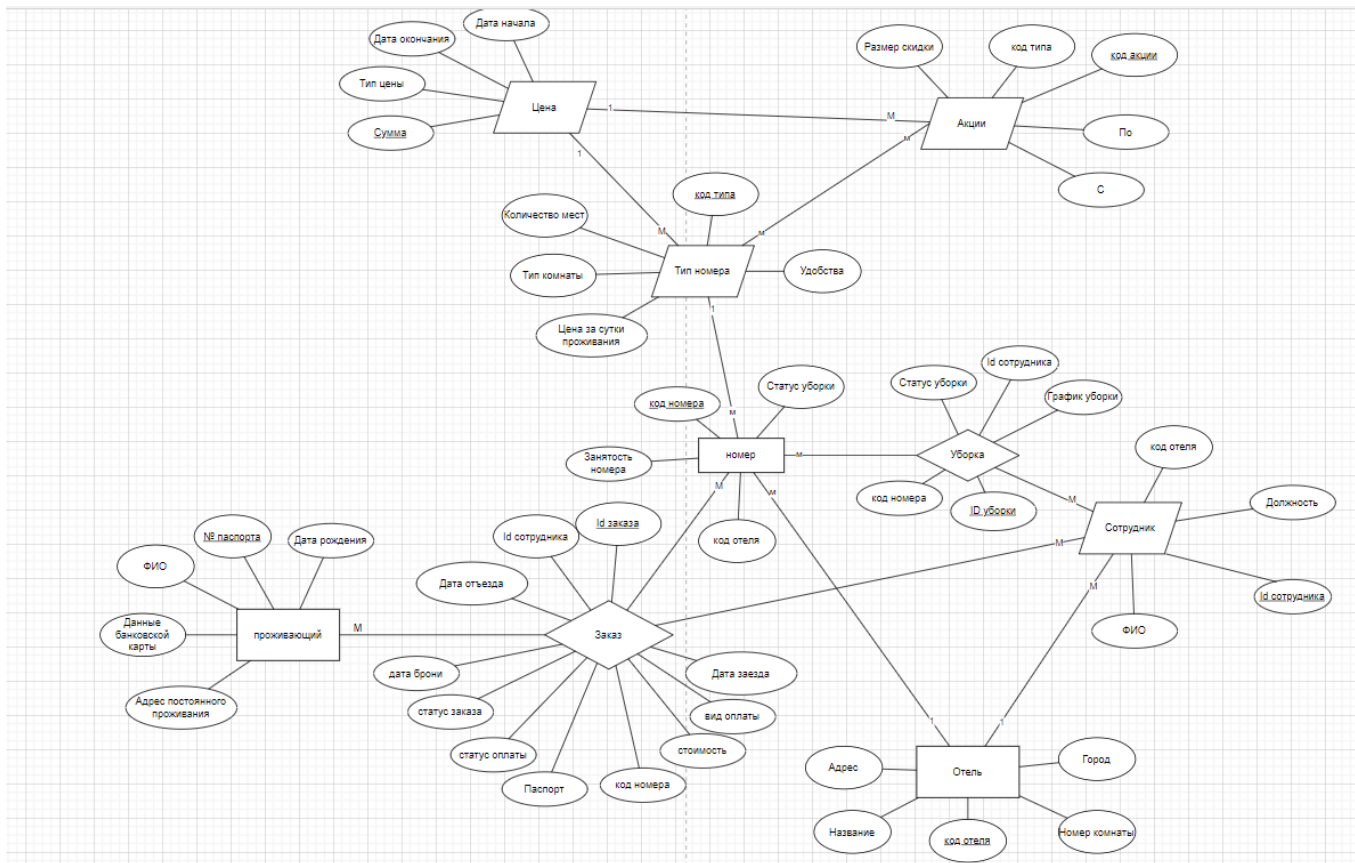 Дата начала
Дата окончания
Тип цены
Сумма
Цена
1
М
1
Размер скидки
код типа
код акции
Акции
По
С
м
код типа
Количество мест
М
м
Тип комнаты
Тип номера
Удобства
Цена за сутки
проживания
1
код номера
Статус уборки
м
Занятость
номера
номер
м
М
м
код отеля
Статус уборки
Id сотрудника
График уборки
Уборка
код номера
ID уборки
М
код отеля
Должность
Сотрудник
М
М
Id сотрудника
ФИО
№ паспорта
Дата рождения
ФИО
Данные
банковской
карты
проживающий
М
Адрес постоянного
проживания
Id сотрудника
Id заказа
Дата отъезда
Заказ
дата брони
статус заказа
статус оплаты
Паспорт
код номера
стоимость
вид оплаты
Дата заезда
1
1
Адрес
Отель
Город
Название
код отеля
Номер комнаты